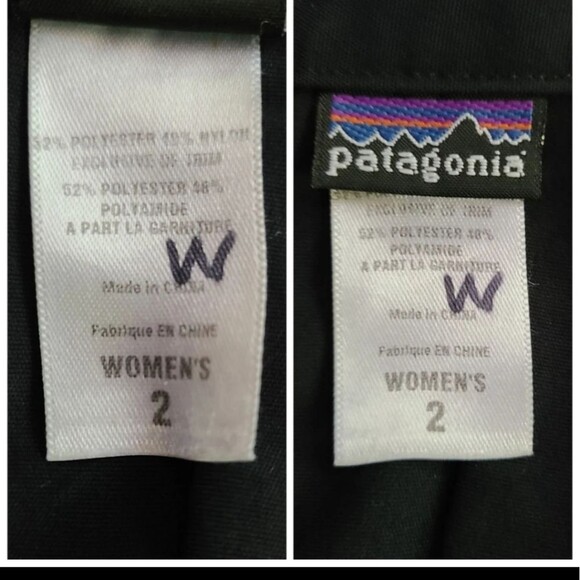 52% POLYESTER 48% NYLON
EXCLUSIVE OF TRIM
52% POLYESTER 48%
POLYAMIDE
A PART LA GARNITURE
W
Made in CHINA
Fabrique EN CHINE
WOMEN'S
2
patagonia
EXCLUSIVE OF TRIM
52% POLYESTER 48%
POLYAMIDE
A PART LA GARNITURE
W
Made in CHINA
Fabrique EN CHINE
WOMEN'S
2